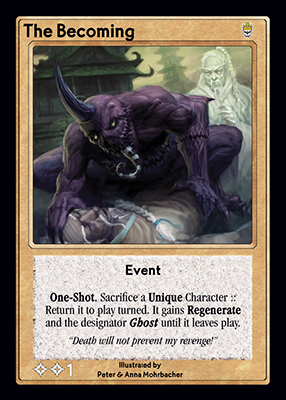 The Becoming
Event
One-Shot. Sacrifice a Unique Character ::
Return it to play turned. It gains Regenerate
and the designator Ghost until it leaves play.
"Death will not prevent my revenge!"
1
Illustrated by
Peter & Anna Mohrbacher